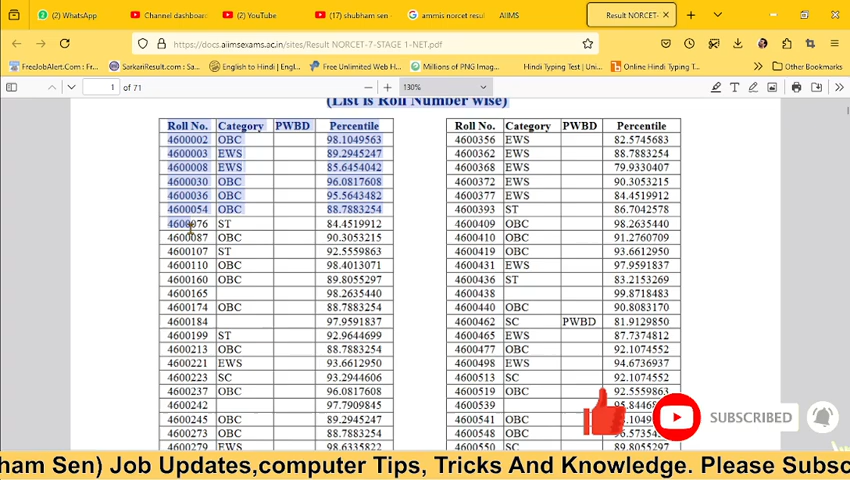 (2) WhatsApp
Channel dashboard
(2) YouTube
(17) shubham sen
ammis norcet resul
AIIMS
Result NORCET-
https://docs.aiimsexams.ac.in/sites/Result NORCET-7-STAGE 1-NET.pdf
FreeJobAlert.Com : Free...
SarkariResult.com : Sa...
English to Hindi | Engl...
Free Unlimited Web H...
Millions of PNG Imag...
Hindi Typing Test | Uni...
Online Hindi Typing T...
Other Bookmarks
1 of 71
130%
(List is Roll Number wise)
Roll No. Category PWBD Percentile
4600002 OBC 98.1049563
4600003 EWS 89.2945247
4600008 EWS 85.6454042
4600030 OBC 96.0817608
4600036 OBC 95.5643482
4600054 OBC 88.7883254
4600076 ST 84.4519912
4600087 OBC 90.3053215
4600107 ST 92.5559863
4600110 OBC 98.4013071
4600160 OBC 89.8055297
4600165 98.2635440
4600174 OBC 88.7883254
4600184 97.9591837
4600199 ST 92.9644699
4600213 OBC 88.7883254
4600221 EWS 93.6612950
4600223 SC 93.2944606
4600237 OBC 96.0817608
4600242 97.7909845
4600245 OBC 89.2945247
4600273 OBC 88.7883254
4600279 EWS 98.6335822
Roll No. Category PWBD Percentile
4600356 EWS 82.5745683
4600362 EWS 88.7883254
4600368 EWS 79.9330407
4600372 EWS 90.3053215
4600377 EWS 84.4519912
4600393 ST 86.7042578
4600409 OBC 98.2635440
4600410 OBC 91.2760709
4600419 OBC 93.6612950
4600431 EWS 97.9591837
4600436 ST 83.2153269
4600438 99.8718483
4600440 OBC 90.8083170
4600462 SC PWBD 81.9129850
4600465 EWS 87.7374812
4600477 OBC 92.1074552
4600498 EWS 94.6736937
4600513 SC 92.1074552
4600519 OBC 92.5559863
4600539
4600541 OBC
4600548 OBC
4600550 SC 89.8055297
SUBSCRIBED
ham Sen) Job Updates,computer Tips, Tricks And Knowledge. Please Subsc